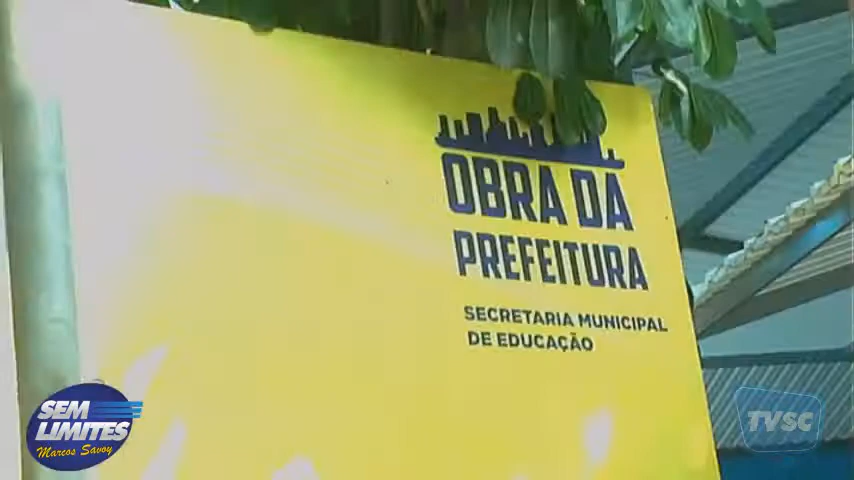 OBRA DA
PREFEITURA
SECRETARIA MUNICIPAL
DE EDUCAÇÃO
SEM
LIMITES
Marcos Savoy
TVSC